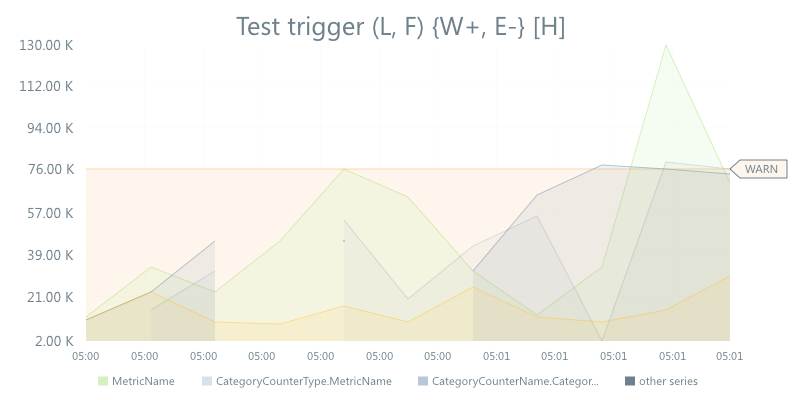 Test trigger (L, F) {W+, E-} [H]
130.00 K
112.00 K
94.00 K
76.00 K
WARN
57.00 K
39.00 K
21.00 K
2.00 K
05:00 05:00 05:00 05:00 05:00 05:00 05:00 05:01 05:01 05:01 05:01 05:01
MetricName CategoryCounterType.MetricName CategoryCounterName.Categor... other series